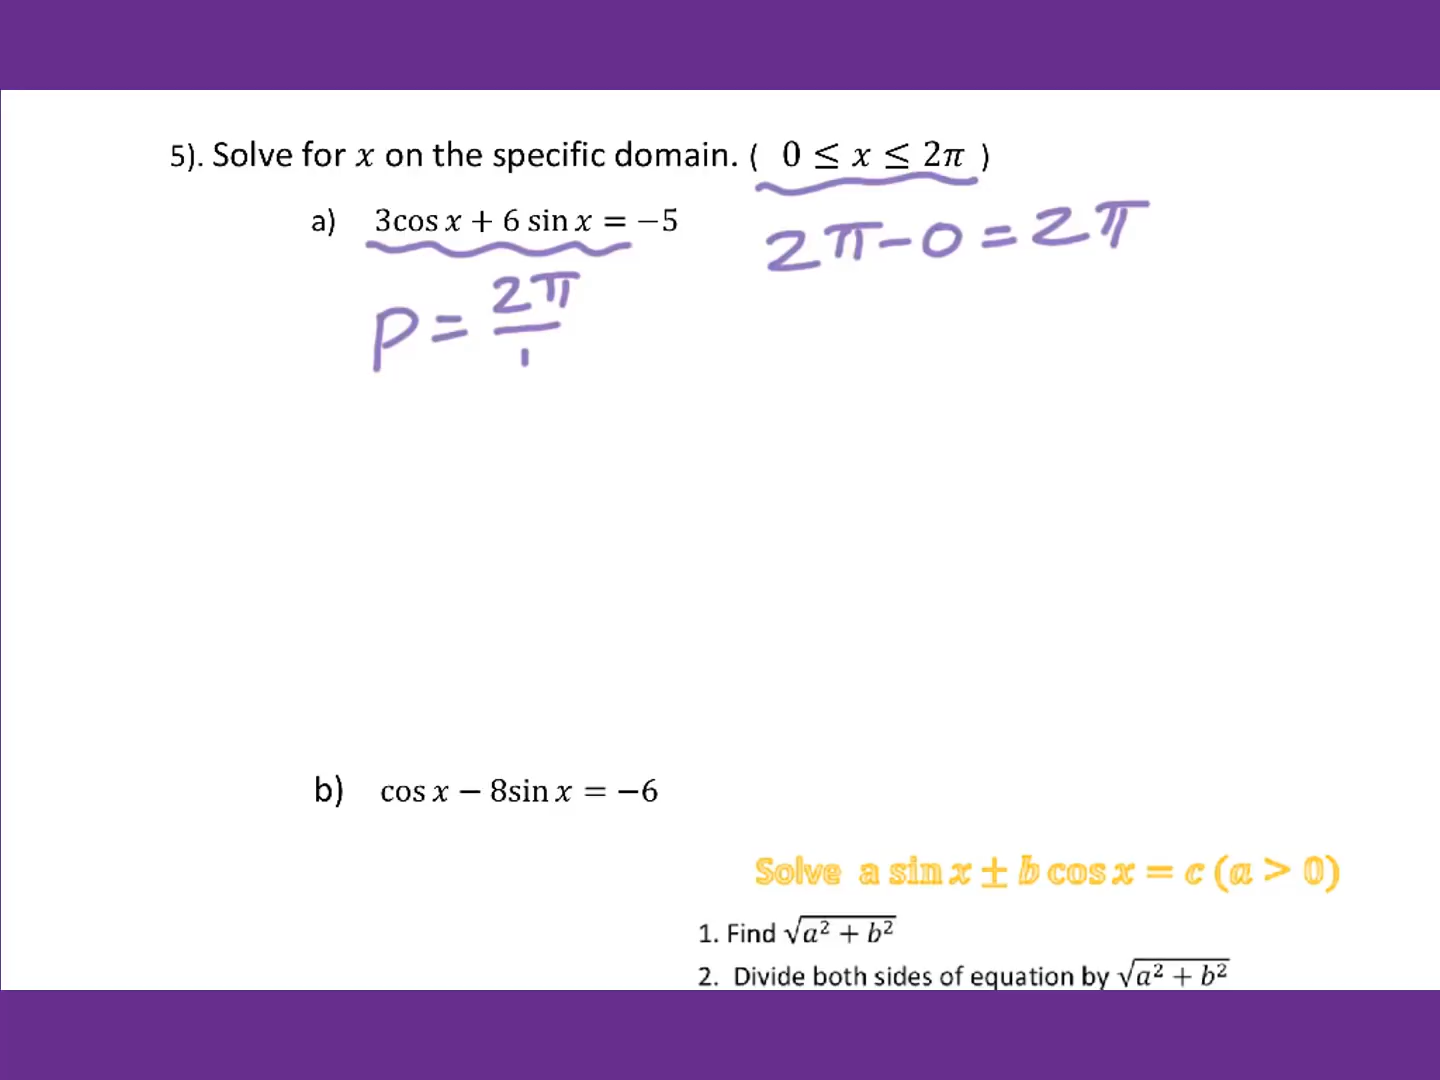 5). Solve for x on the specific domain. ( 0 ≤ x ≤ 2π )
a) 3cos x + 6 sin x = −5
2π − 0 = 2π
P = 2π/1
b) cos x − 8sin x = −6
Solve a sin x ± b cos x = c (a > 0)
1. Find √(a² + b²)
2. Divide both sides of equation by √(a² + b²)